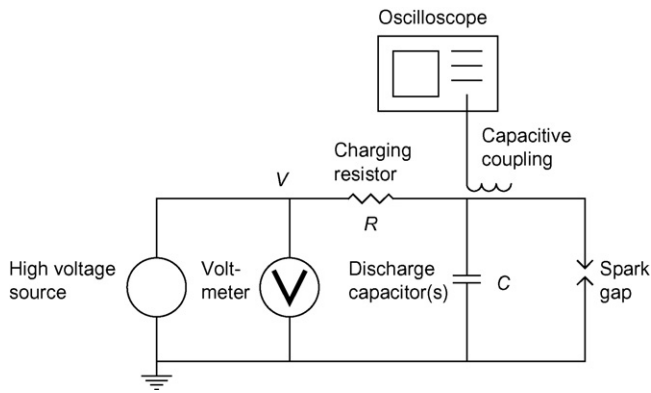 Oscilloscope
Capacitive
coupling
Charging
resistor
V
R
High voltage
source
Volt-
meter
V
Discharge
capacitor(s)
C
Spark
gap